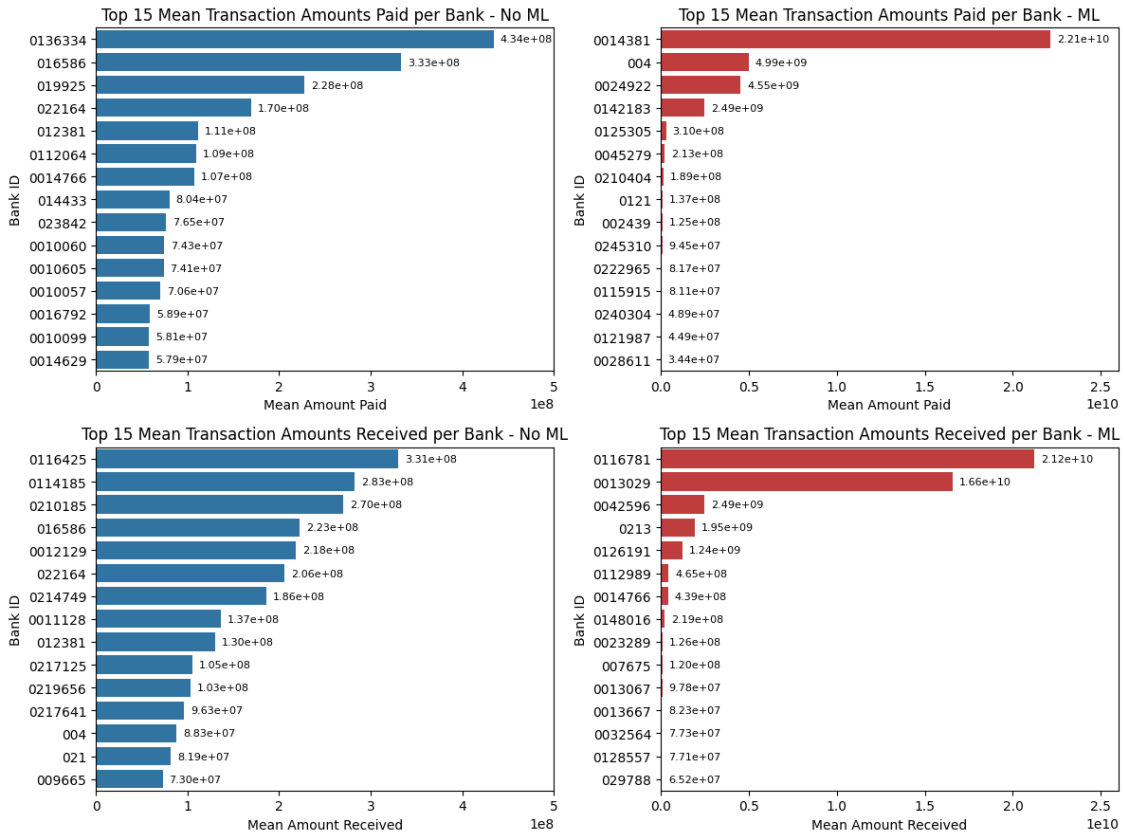 Top 15 Mean Transaction Amounts Paid per Bank - No ML
Bank ID
0136334 4.34e+08
016586 3.33e+08
019925 2.28e+08
022164 1.70e+08
012381 1.11e+08
0112064 1.09e+08
0014766 1.07e+08
014433 8.04e+07
023842 7.65e+07
0010060 7.43e+07
0010605 7.41e+07
0010057 7.06e+07
0016792 5.89e+07
0010099 5.81e+07
0014629 5.79e+07
0 1 2 3 4 5
1e8
Mean Amount Paid
Top 15 Mean Transaction Amounts Paid per Bank - ML
Bank ID
0014381 2.21e+10
004 4.99e+09
0024922 4.55e+09
0142183 2.49e+09
0125305 3.10e+08
0045279 2.13e+08
0210404 1.89e+08
0121 1.37e+08
002439 1.25e+08
0245310 9.45e+07
0222965 8.17e+07
0115915 8.11e+07
0240304 4.89e+07
0121987 4.49e+07
0028611 3.44e+07
0.0 0.5 1.0 1.5 2.0 2.5
1e10
Mean Amount Paid
Top 15 Mean Transaction Amounts Received per Bank - No ML
Bank ID
0116425 3.31e+08
0114185 2.83e+08
0210185 2.70e+08
016586 2.23e+08
0012129 2.18e+08
022164 2.06e+08
0214749 1.86e+08
0011128 1.37e+08
012381 1.30e+08
0217125 1.05e+08
0219656 1.03e+08
0217641 9.63e+07
004 8.83e+07
021 8.19e+07
009665 7.30e+07
0 1 2 3 4 5
1e8
Mean Amount Received
Top 15 Mean Transaction Amounts Received per Bank - ML
Bank ID
0116781 2.12e+10
0013029 1.66e+10
0042596 2.49e+09
0213 1.95e+09
0126191 1.24e+09
0112989 4.65e+08
0014766 4.39e+08
0148016 2.19e+08
0023289 1.26e+08
007675 1.20e+08
0013067 9.78e+07
0013667 8.23e+07
0032564 7.73e+07
0128557 7.71e+07
029788 6.52e+07
0.0 0.5 1.0 1.5 2.0 2.5
1e10
Mean Amount Received